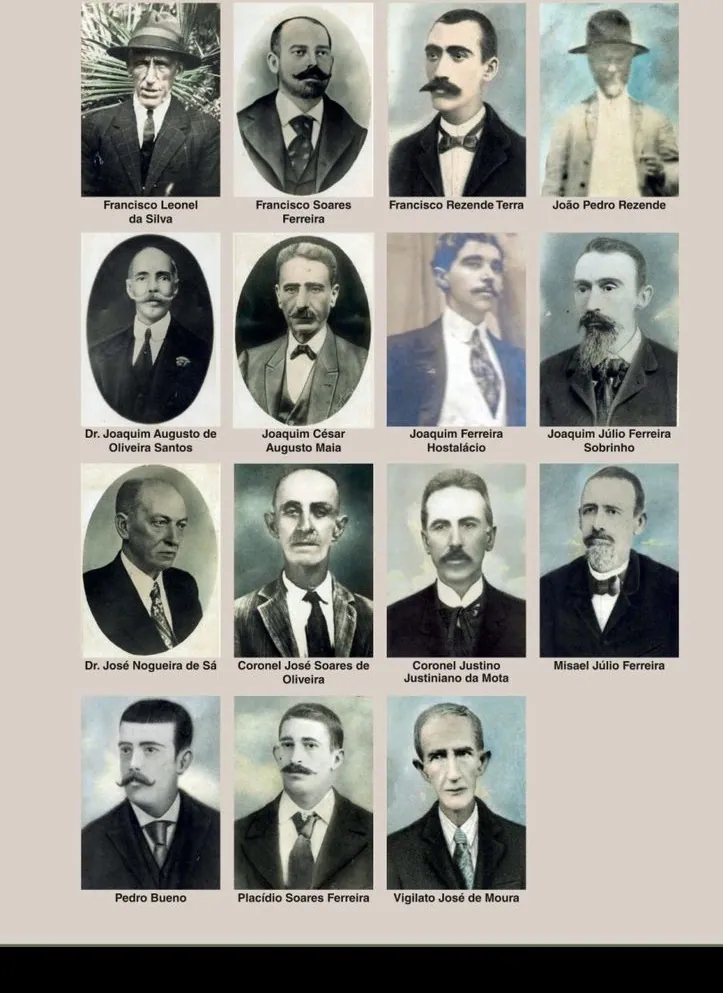 Francisco Leonel
da Silva
Francisco Soares
Ferreira
Francisco Rezende Terra
João Pedro Rezende
Dr. Joaquim Augusto de
Oliveira Santos
Joaquim César
Augusto Maia
Joaquim Ferreira
Hostalácio
Joaquim Júlio Ferreira
Sobrinho
Dr. José Nogueira de Sá
Coronel José Soares de
Oliveira
Coronel Justino
Justiniano da Mota
Misael Júlio Ferreira
Pedro Bueno
Placídio Soares Ferreira
Vigilato José de Moura